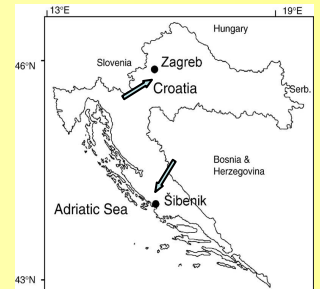 13°E
19°E
Hungary
Slovenia
Zagreb
46°N
Croatia
Serb.
Bosnia &
Herzegovina
Šibenik
Adriatic Sea
43°N